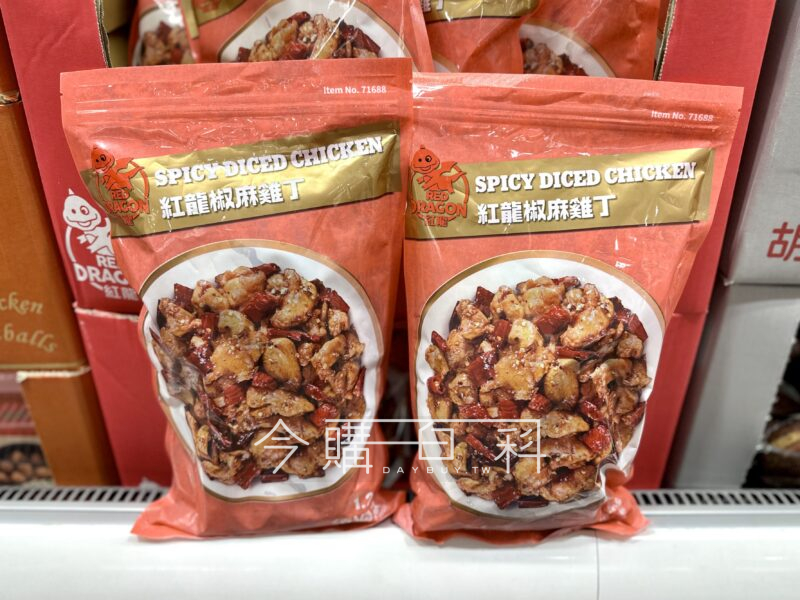 Item No. 71688
SPICY DICED CHICKEN
紅龍椒麻雞丁
RED
DRAGON
紅龍
Item No. 71688
SPICY DICED CHICKEN
紅龍椒麻雞丁
RED
DRAGON
紅龍
RED
DRAGON
紅龍
胡
今購百科
DAYBUY.TW